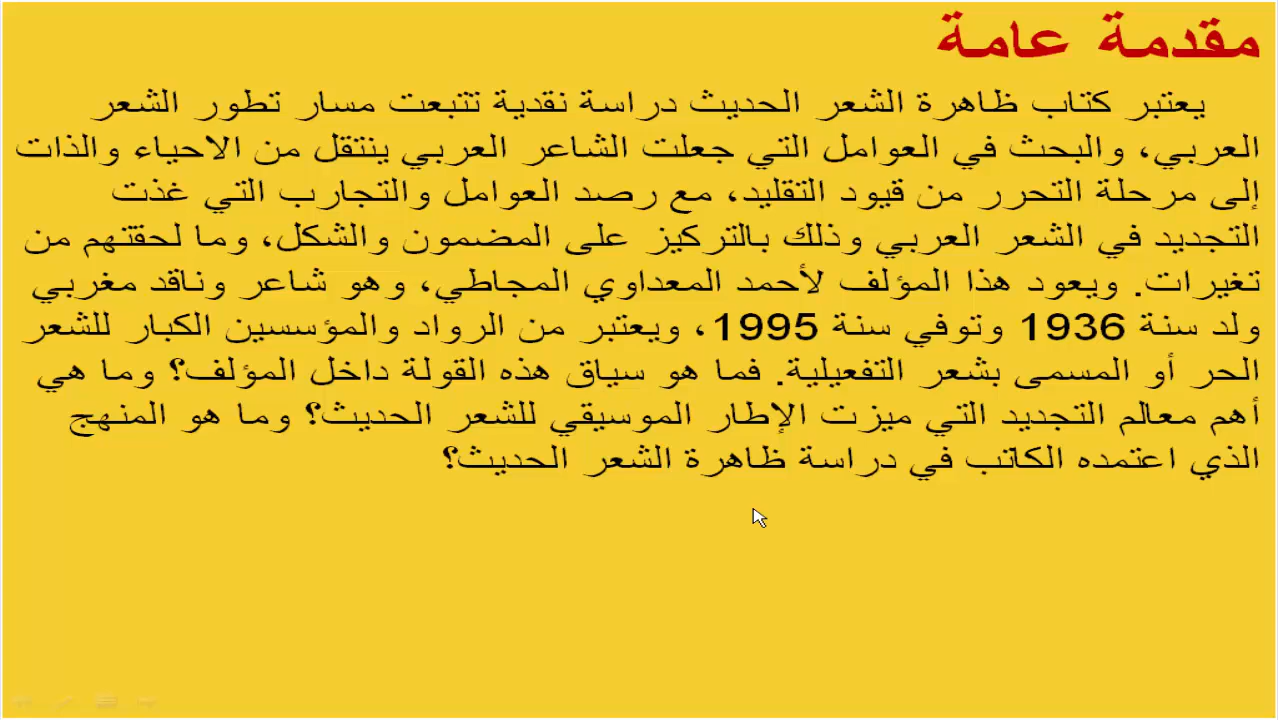 مقدمة عامة
يعتبر كتاب ظاهرة الشعر الحديث دراسة نقدية تتبعت مسار تطور الشعر
العربي، والبحث في العوامل التي جعلت الشاعر العربي ينتقل من الاحياء والذات
إلى مرحلة التحرر من قيود التقليد، مع رصد العوامل والتجارب التي غذت
التجديد في الشعر العربي وذلك بالتركيز على المضمون والشكل، وما لحقتهم من
تغيرات. ويعود هذا المؤلف لأحمد المعداوي المجاطي، وهو شاعر وناقد مغربي
ولد سنة 1936 وتوفي سنة 1995، ويعتبر من الرواد والمؤسسين الكبار للشعر
الحر أو المسمى بشعر التفعيلية. فما هو سياق هذه القولة داخل المؤلف؟ وما هي
أهم معالم التجديد التي ميزت الإطار الموسيقي للشعر الحديث؟ وما هو المنهج
الذي اعتمده الكاتب في دراسة ظاهرة الشعر الحديث؟